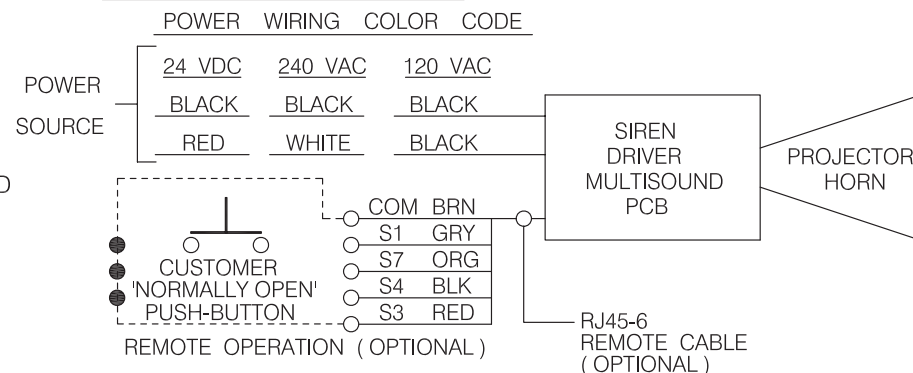 POWER WIRING COLOR CODE
POWER
SOURCE
24 VDC 240 VAC 120 VAC
BLACK BLACK BLACK
RED WHITE BLACK
SIREN
DRIVER
MULTISOUND
PCB
PROJECTOR
HORN
D
COM BRN
S1 GRY
S7 ORG
S4 BLK
S3 RED
CUSTOMER
'NORMALLY OPEN'
PUSH-BUTTON
REMOTE OPERATION (OPTIONAL)
RJ45-6
REMOTE CABLE
(OPTIONAL)